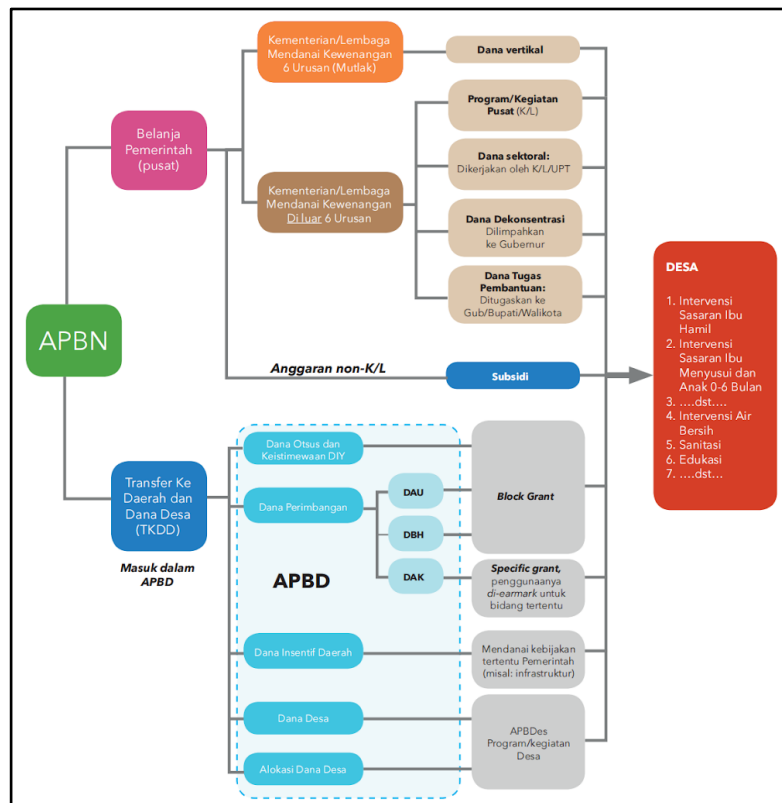 Kementerian/Lembaga
Mendanai Kewenangan
6 Urusan (Mutlak)
Dana vertikal
Belanja
Pemerintah
(pusat)
Program/Kegiatan
Pusat (K/L)
Dana sektoral:
Dikerjakan oleh K/L/UPT
Kementerian/Lembaga
Mendanai Kewenangan
Di luar 6 Urusan
Dana Dekonsentrasi
Dilimpahkan
ke Gubernur
Dana Tugas
Pembantuan:
Ditugaskan ke
Gub/Bupati/Walikota
APBN
Anggaran non-K/L
Subsidi
DESA
1. Intervensi
Sasaran Ibu
Hamil
2. Intervensi
Sasaran Ibu
Menyusui dan
Anak 0-6 Bulan
3. ....dst....
4. Intervensi Air
Bersih
5. Sanitasi
6. Edukasi
7. ....dst...
Transfer Ke
Daerah dan
Dana Desa
(TKDD)
Masuk dalam
APBD
Dana Otsus dan
Keistimewaan DIY
Dana Perimbangan
DAU
DBH
DAK
Block Grant
APBD
Specific grant,
penggunaanya
di-earmark untuk
bidang tertentu
Dana Insentif Daerah
Mendanai kebijakan
tertentu Pemerintah
(misal: infrastruktur)
Dana Desa
Alokasi Dana Desa
APBDes
Program/kegiatan
Desa